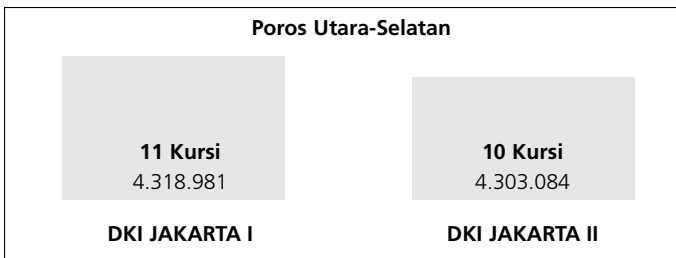 Poros Utara-Selatan
11 Kursi
4.318.981
DKI JAKARTA I
10 Kursi
4.303.084
DKI JAKARTA II